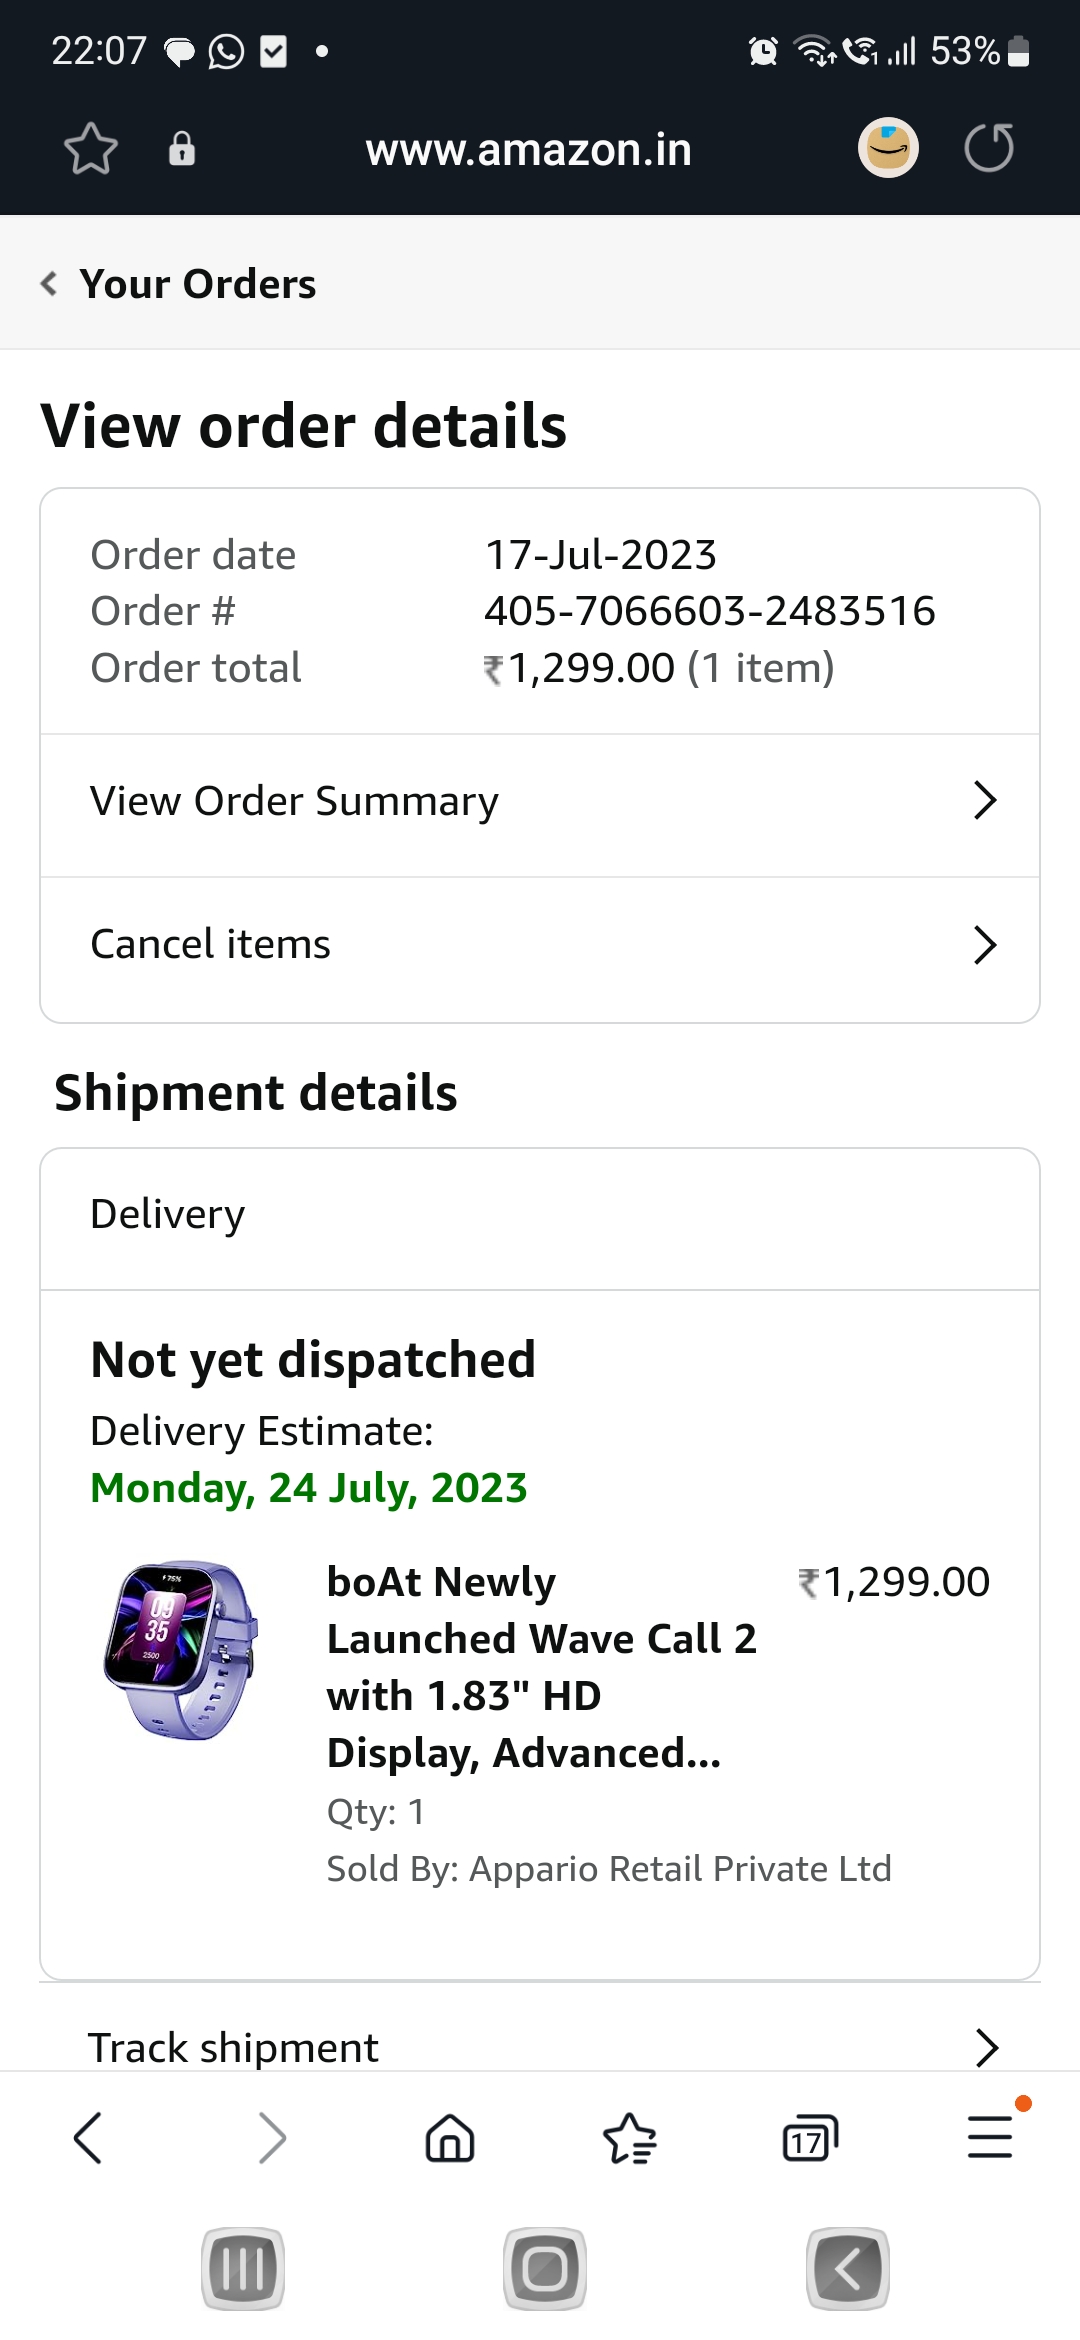 22:07
53%
www.amazon.in
Your Orders
View order details
Order date 17-Jul-2023
Order # 405-7066603-2483516
Order total ₹1,299.00 (1 item)
View Order Summary
Cancel items
Shipment details
Delivery
Not yet dispatched
Delivery Estimate:
Monday, 24 July, 2023
75%
09
35
2500
boAt Newly ₹1,299.00
Launched Wave Call 2
with 1.83" HD
Display, Advanced...
Qty: 1
Sold By: Appario Retail Private Ltd
Track shipment
17